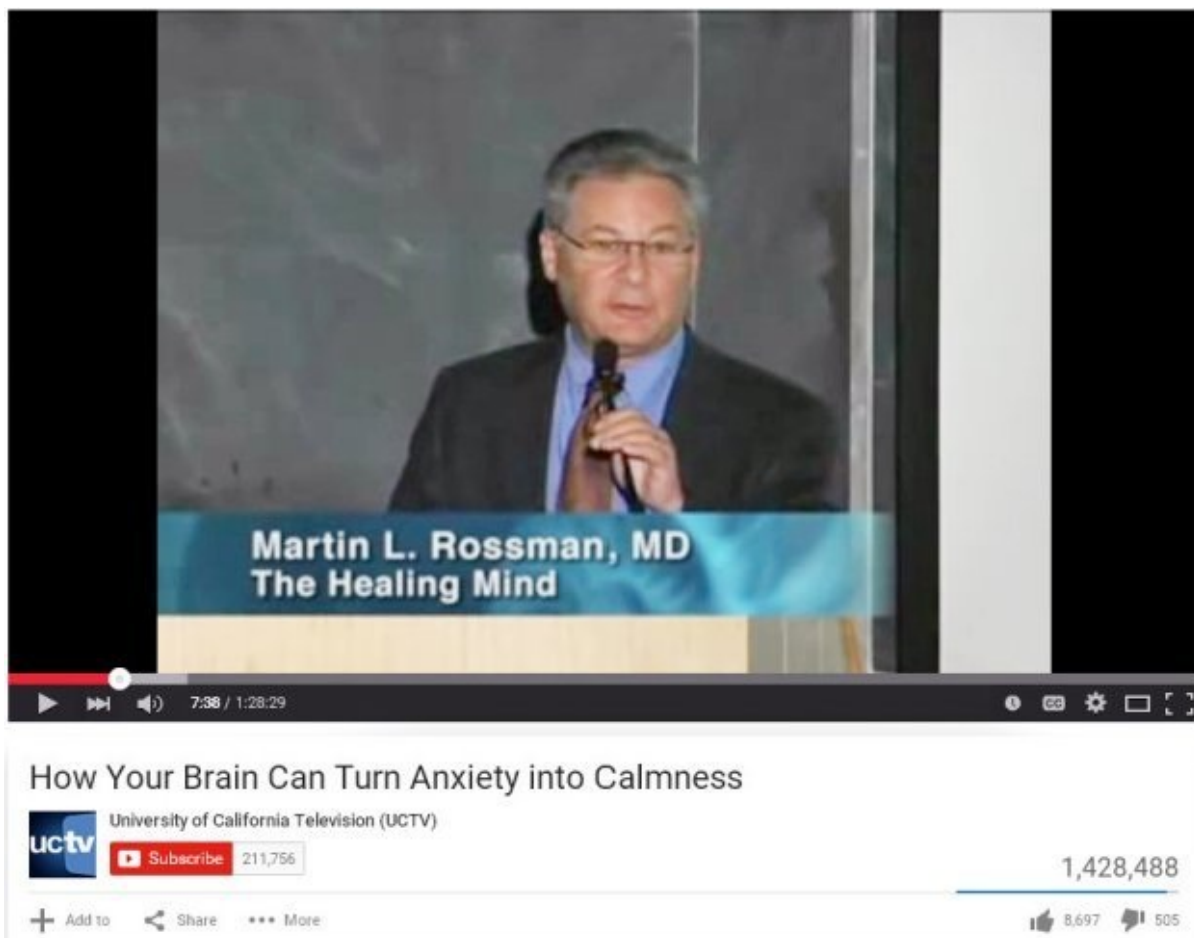 Martin L. Rossman, MD
The Healing Mind
7:38 / 1:28:29
CC
How Your Brain Can Turn Anxiety into Calmness
uctv
University of California Television (UCTV)
Subscribe 211,756
1,428,488
Add to Share More
8,697 505